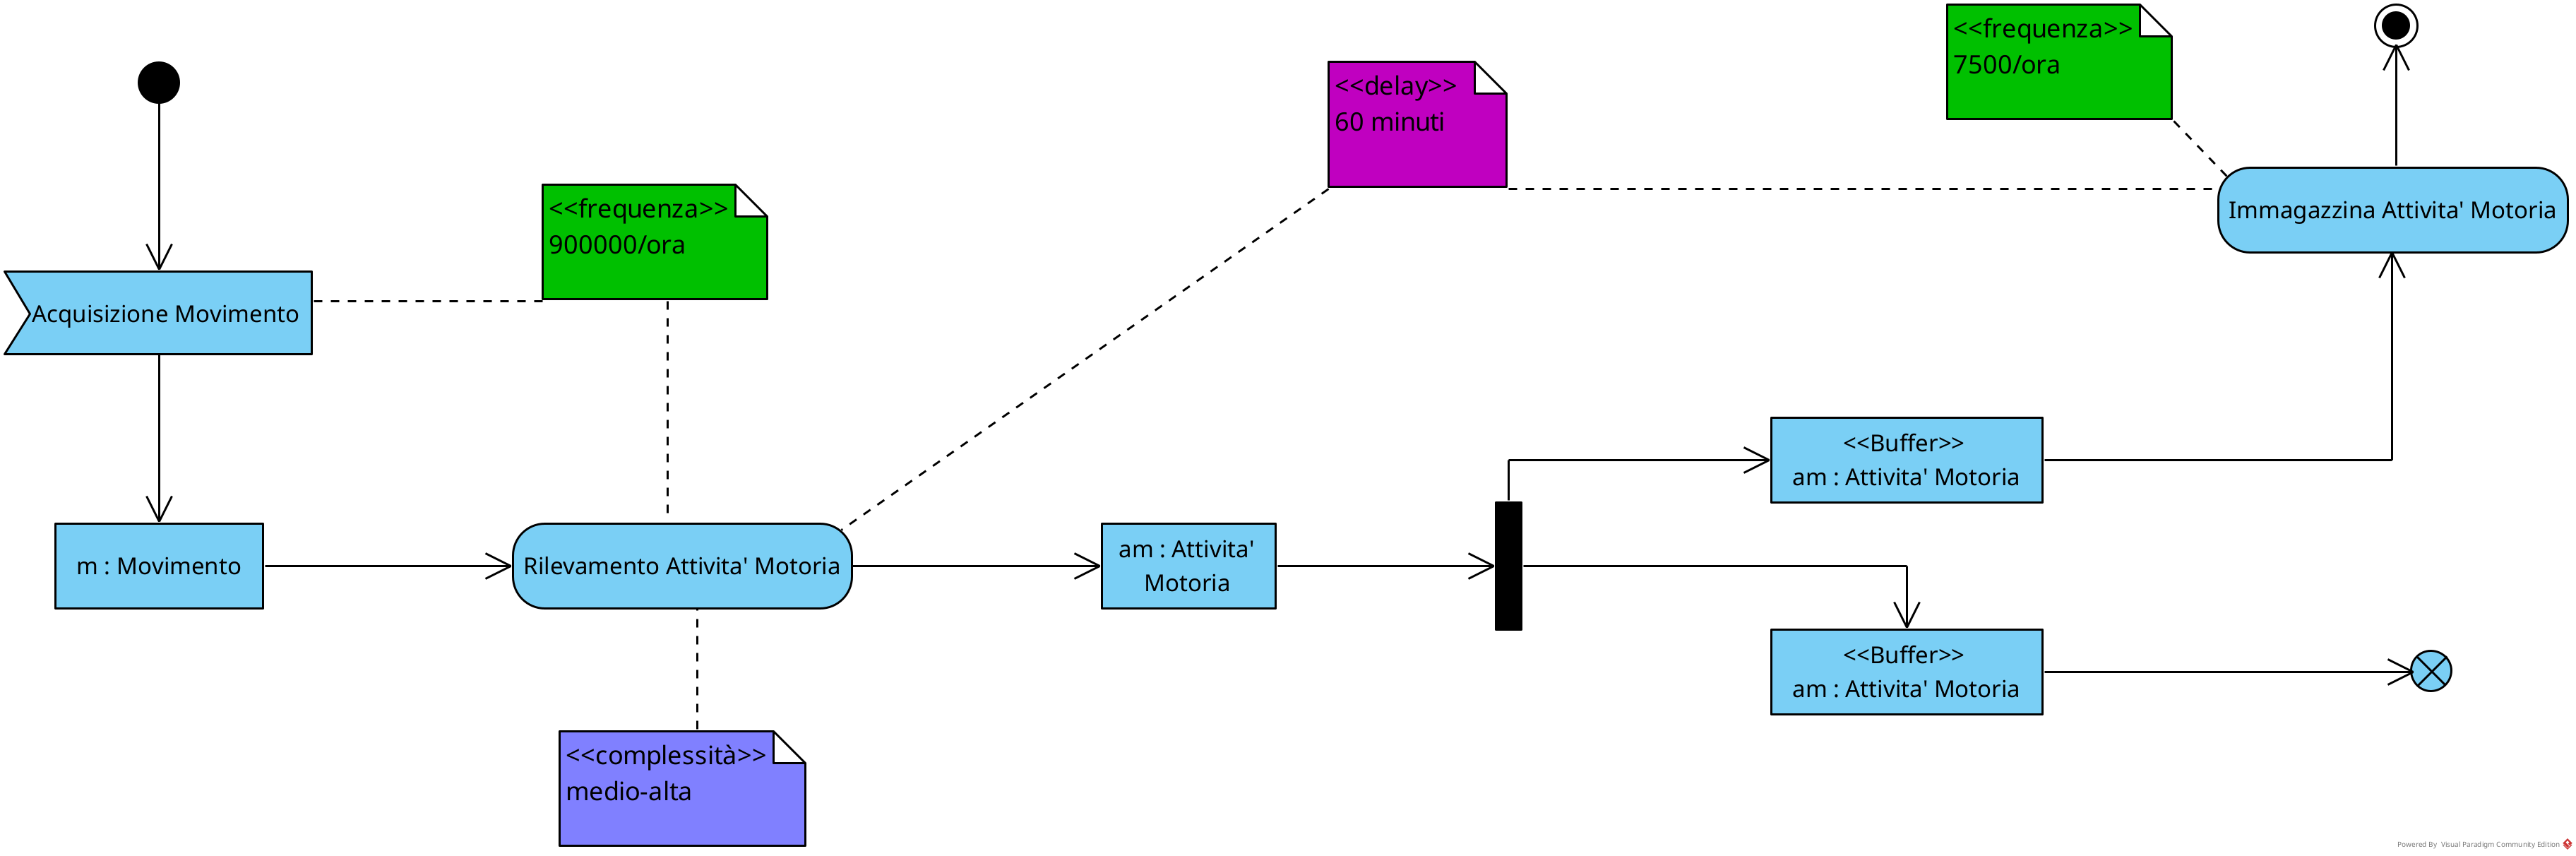 <<frequenza>>
7500/ora
<<delay>>
60 minuti
<<frequenza>>
900000/ora
Immagazzina Attivita' Motoria
Acquisizione Movimento
<<Buffer>>
am : Attivita' Motoria
m : Movimento
Rilevamento Attivita' Motoria
am : Attivita'
Motoria
<<Buffer>>
am : Attivita' Motoria
<<complessità>>
medio-alta
Powered By Visual Paradigm Community Edition